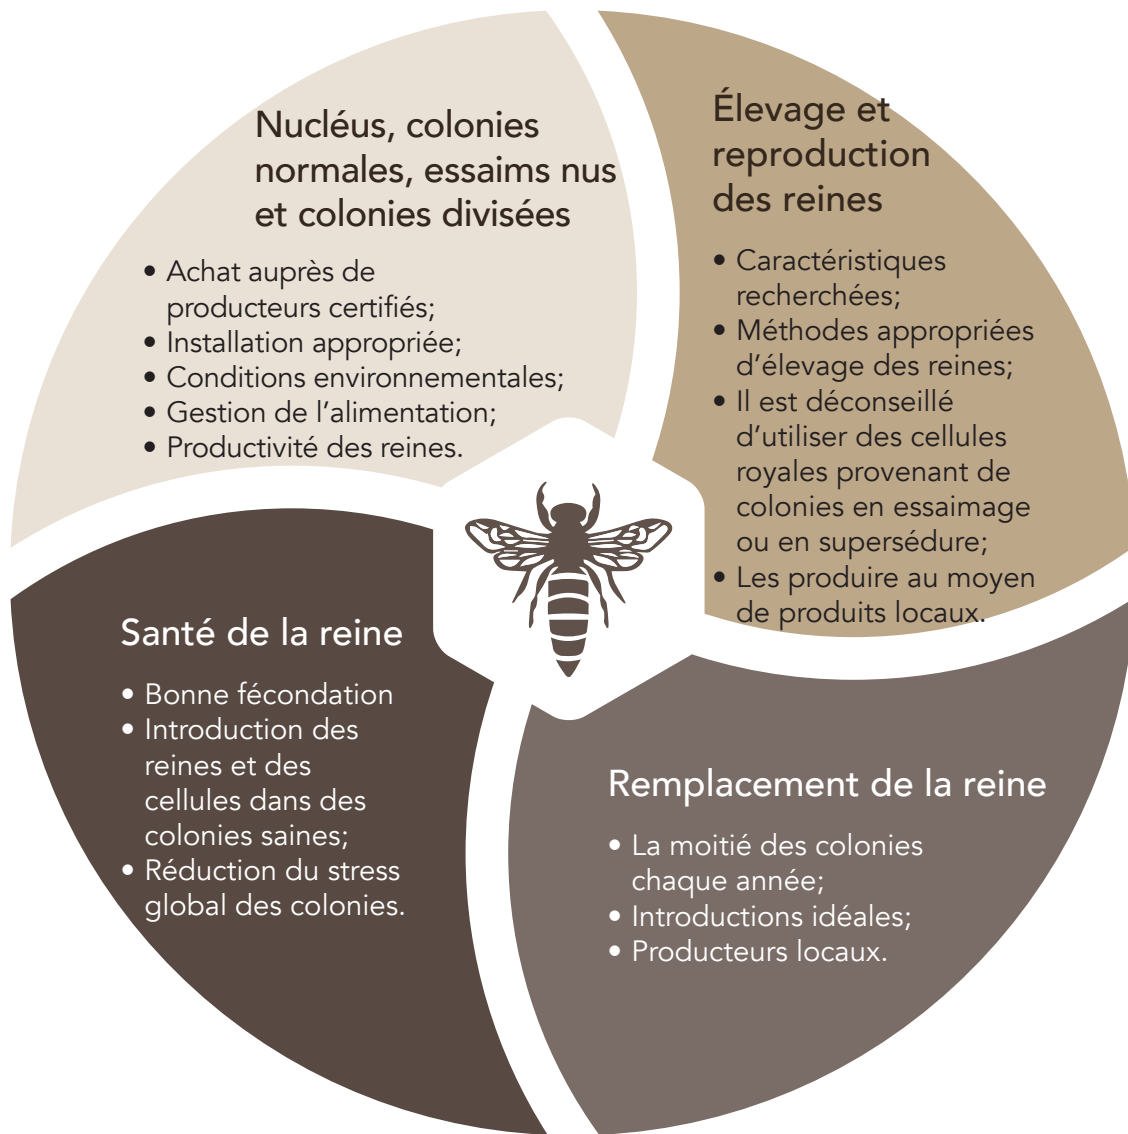 Nucléus, colonies
normales, essaims nus
et colonies divisées
• Achat auprès de
producteurs certifiés;
• Installation appropriée;
• Conditions environnementales;
• Gestion de l’alimentation;
• Productivité des reines.
Élevage et
reproduction
des reines
• Caractéristiques
recherchées;
• Méthodes appropriées
d’élevage des reines;
• Il est déconseillé
d’utiliser des cellules
royales provenant de
colonies en essaimage
ou en supersédure;
• Les produire au moyen
de produits locaux.
Santé de la reine
• Bonne fécondation
• Introduction des
reines et des
cellules dans des
colonies saines;
• Réduction du stress
global des colonies.
Remplacement de la reine
• La moitié des colonies
chaque année;
• Introductions idéales;
• Producteurs locaux.